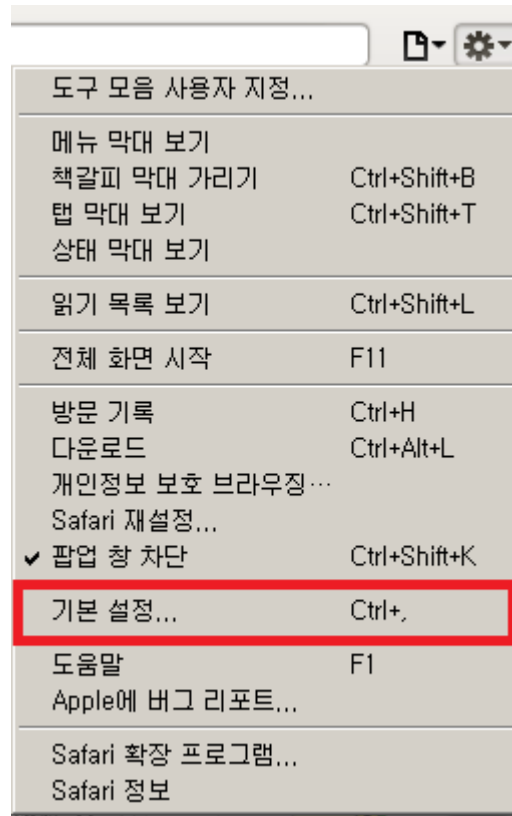 도구 모음 사용자 지정...
메뉴 막대 보기
책갈피 막대 가리기 Ctrl+Shift+B
탭 막대 보기 Ctrl+Shift+T
상태 막대 보기
읽기 목록 보기 Ctrl+Shift+L
전체 화면 시작 F11
방문 기록 Ctrl+H
다운로드 Ctrl+Alt+L
개인정보 보호 브라우징…
Safari 재설정...
팝업 창 차단 Ctrl+Shift+K
기본 설정... Ctrl+,
도움말 F1
Apple에 버그 리포트...
Safari 확장 프로그램...
Safari 정보